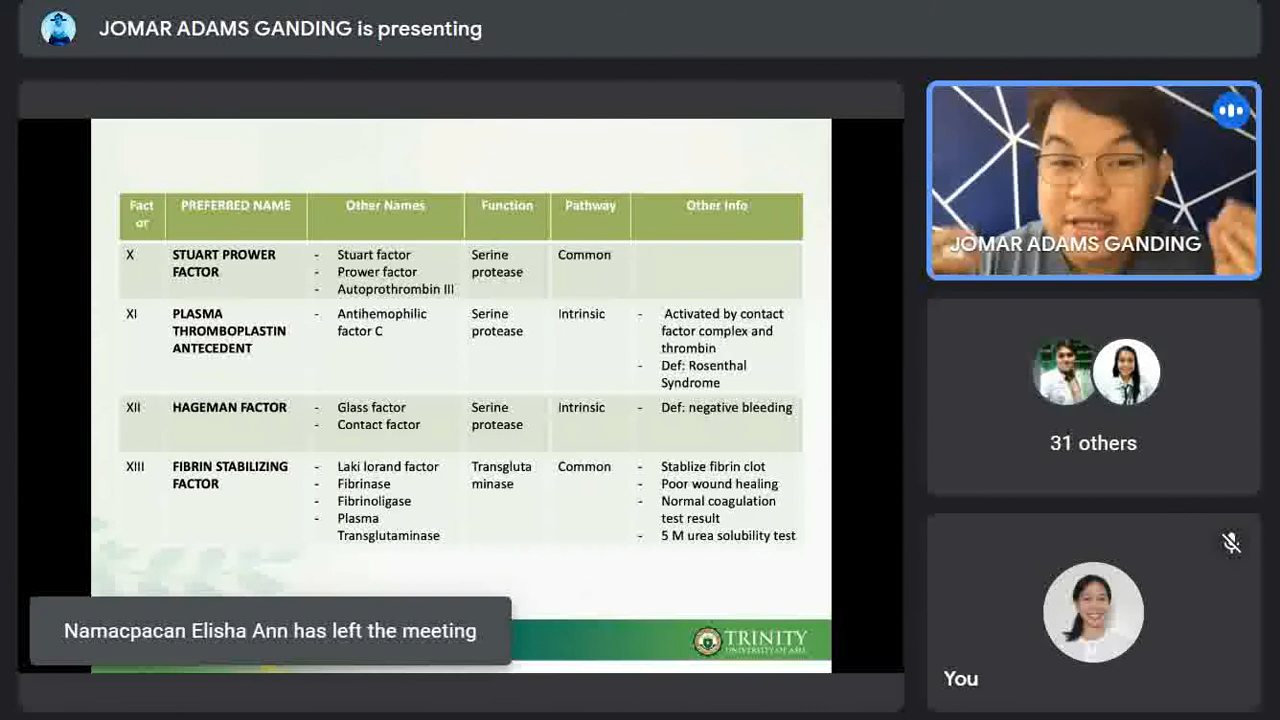 JOMAR ADAMS GANDING is presenting
Fact
or
PREFERRED NAME
Other Names
Function
Pathway
Other Info
X
STUART PROWER
FACTOR
- Stuart factor
- Prower factor
- Autoprothrombin III
Serine
protease
Common
XI
PLASMA
THROMBOPLASTIN
ANTECEDENT
- Antihemophilic
factor C
Serine
protease
Intrinsic
- Activated by contact
factor complex and
thrombin
- Def: Rosenthal
Syndrome
XII
HAGEMAN FACTOR
- Glass factor
- Contact factor
Serine
protease
Intrinsic
- Def: negative bleeding
XIII
FIBRIN STABILIZING
FACTOR
- Laki lorand factor
- Fibrinase
- Fibrinoligase
- Plasma
Transglutaminase
Transgluta
minase
Common
- Stablize fibrin clot
- Poor wound healing
- Normal coagulation
test result
- 5 M urea solubility test
TRINITY
UNIVERSITY OF ASIA
Namacpacan Elisha Ann has left the meeting
JOMAR ADAMS GANDING
31 others
You